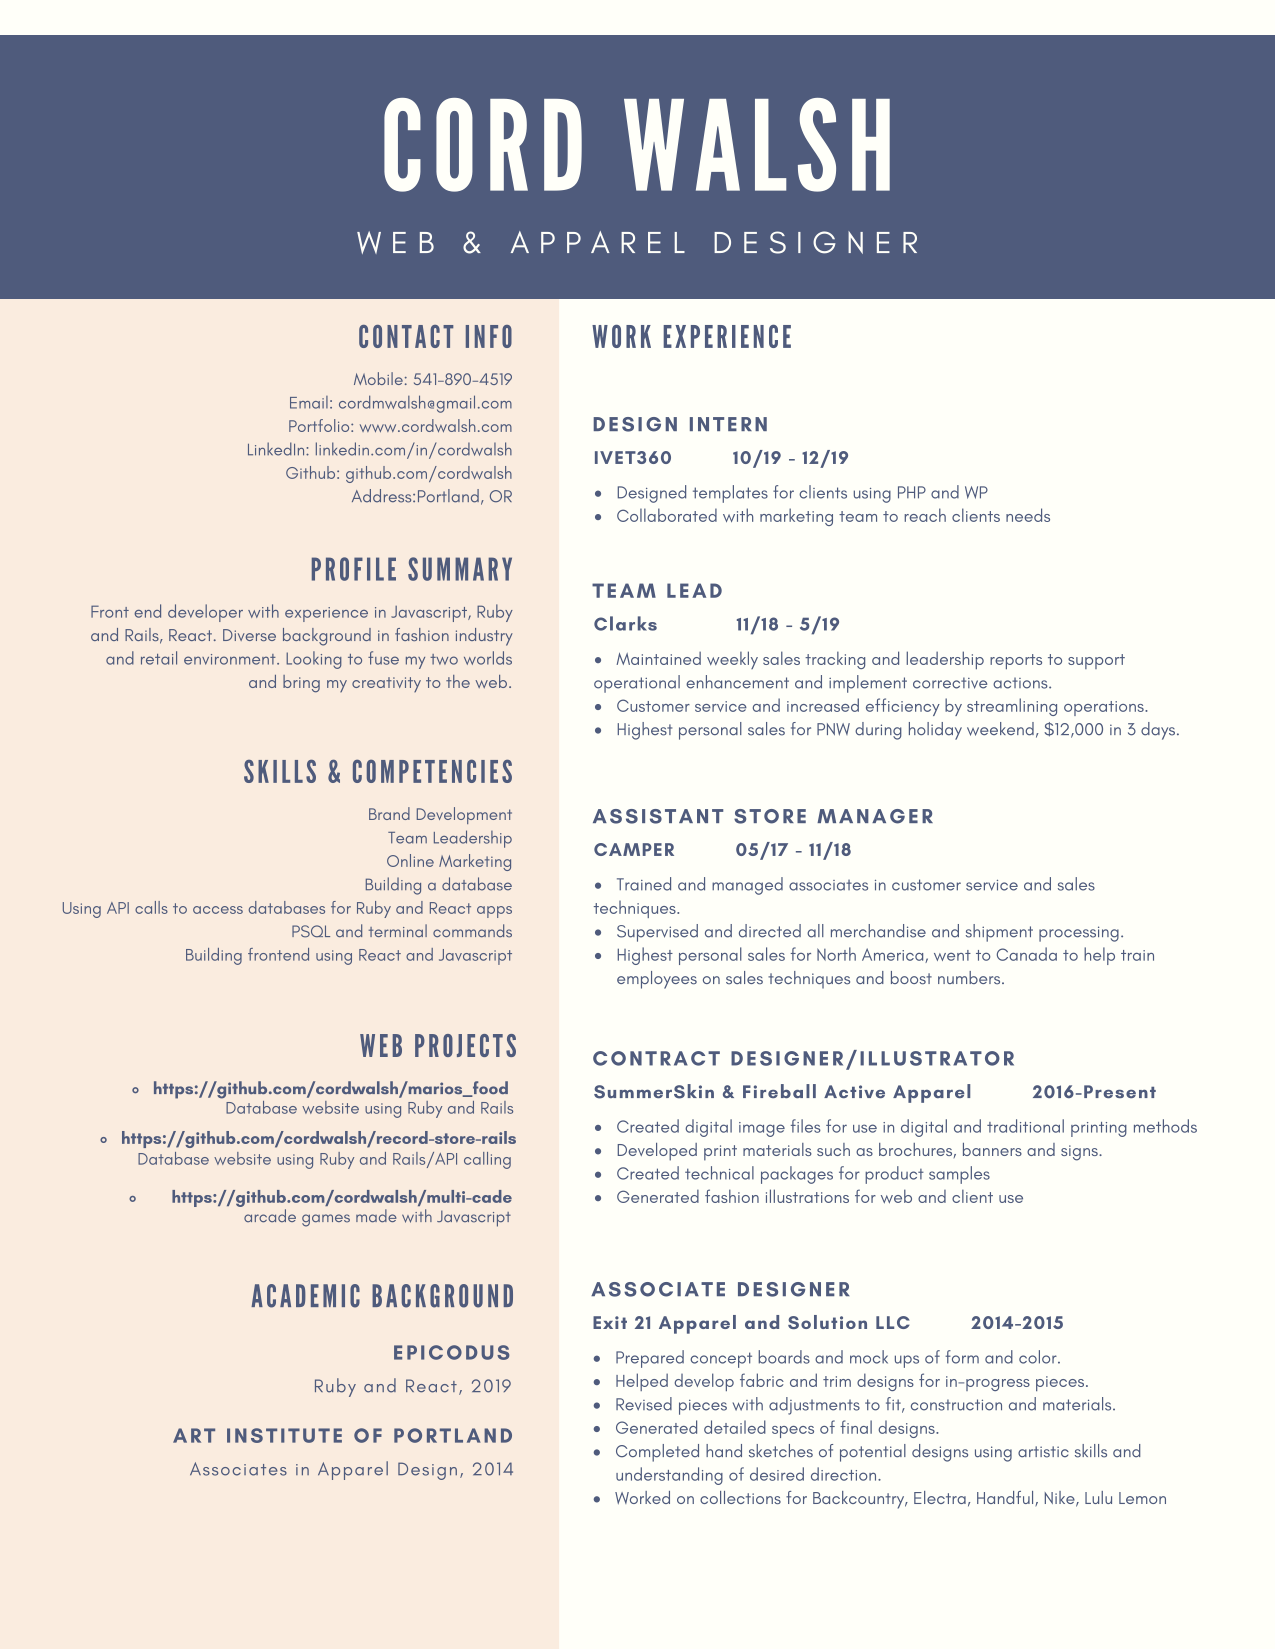 CORD WALSH
WEB & APPAREL DESIGNER
CONTACT INFO
Mobile: 541-890-4519
Email: cordmwalsh@gmail.com
Portfolio: www.cordwalsh.com
LinkedIn: linkedin.com/in/cordwalsh
Github: github.com/cordwalsh
Address:Portland, OR
PROFILE SUMMARY
Front end developer with experience in Javascript, Ruby
and Rails, React. Diverse background in fashion industry
and retail environment. Looking to fuse my two worlds
and bring my creativity to the web.
SKILLS & COMPETENCIES
Brand Development
Team Leadership
Online Marketing
Building a database
Using API calls to access databases for Ruby and React apps
PSQL and terminal commands
Building frontend using React and Javascript
WEB PROJECTS
https://github.com/cordwalsh/marios_food
Database website using Ruby and Rails
https://github.com/cordwalsh/record-store-rails
Database website using Ruby and Rails/API calling
https://github.com/cordwalsh/multi-cade
arcade games made with Javascript
ACADEMIC BACKGROUND
EPICODUS
Ruby and React, 2019
ART INSTITUTE OF PORTLAND
Associates in Apparel Design, 2014
WORK EXPERIENCE
DESIGN INTERN
IVET360 10/19 - 12/19
• Designed templates for clients using PHP and WP
• Collaborated with marketing team to reach clients needs
TEAM LEAD
Clarks 11/18 - 5/19
• Maintained weekly sales tracking and leadership reports to support
operational enhancement and implement corrective actions.
• Customer service and increased efficiency by streamlining operations.
• Highest personal sales for PNW during holiday weekend, $12,000 in 3 days.
ASSISTANT STORE MANAGER
CAMPER 05/17 - 11/18
• Trained and managed associates in customer service and sales
techniques.
• Supervised and directed all merchandise and shipment processing.
• Highest personal sales for North America, went to Canada to help train
employees on sales techniques and boost numbers.
CONTRACT DESIGNER/ILLUSTRATOR
SummerSkin & Fireball Active Apparel 2016-Present
• Created digital image files for use in digital and traditional printing methods
• Developed print materials such as brochures, banners and signs.
• Created technical packages for product samples
• Generated fashion illustrations for web and client use
ASSOCIATE DESIGNER
Exit 21 Apparel and Solution LLC 2014-2015
• Prepared concept boards and mock ups of form and color.
• Helped develop fabric and trim designs for in-progress pieces.
• Revised pieces with adjustments to fit, construction and materials.
• Generated detailed specs of final designs.
• Completed hand sketches of potential designs using artistic skills and
understanding of desired direction.
• Worked on collections for Backcountry, Electra, Handful, Nike, Lulu Lemon